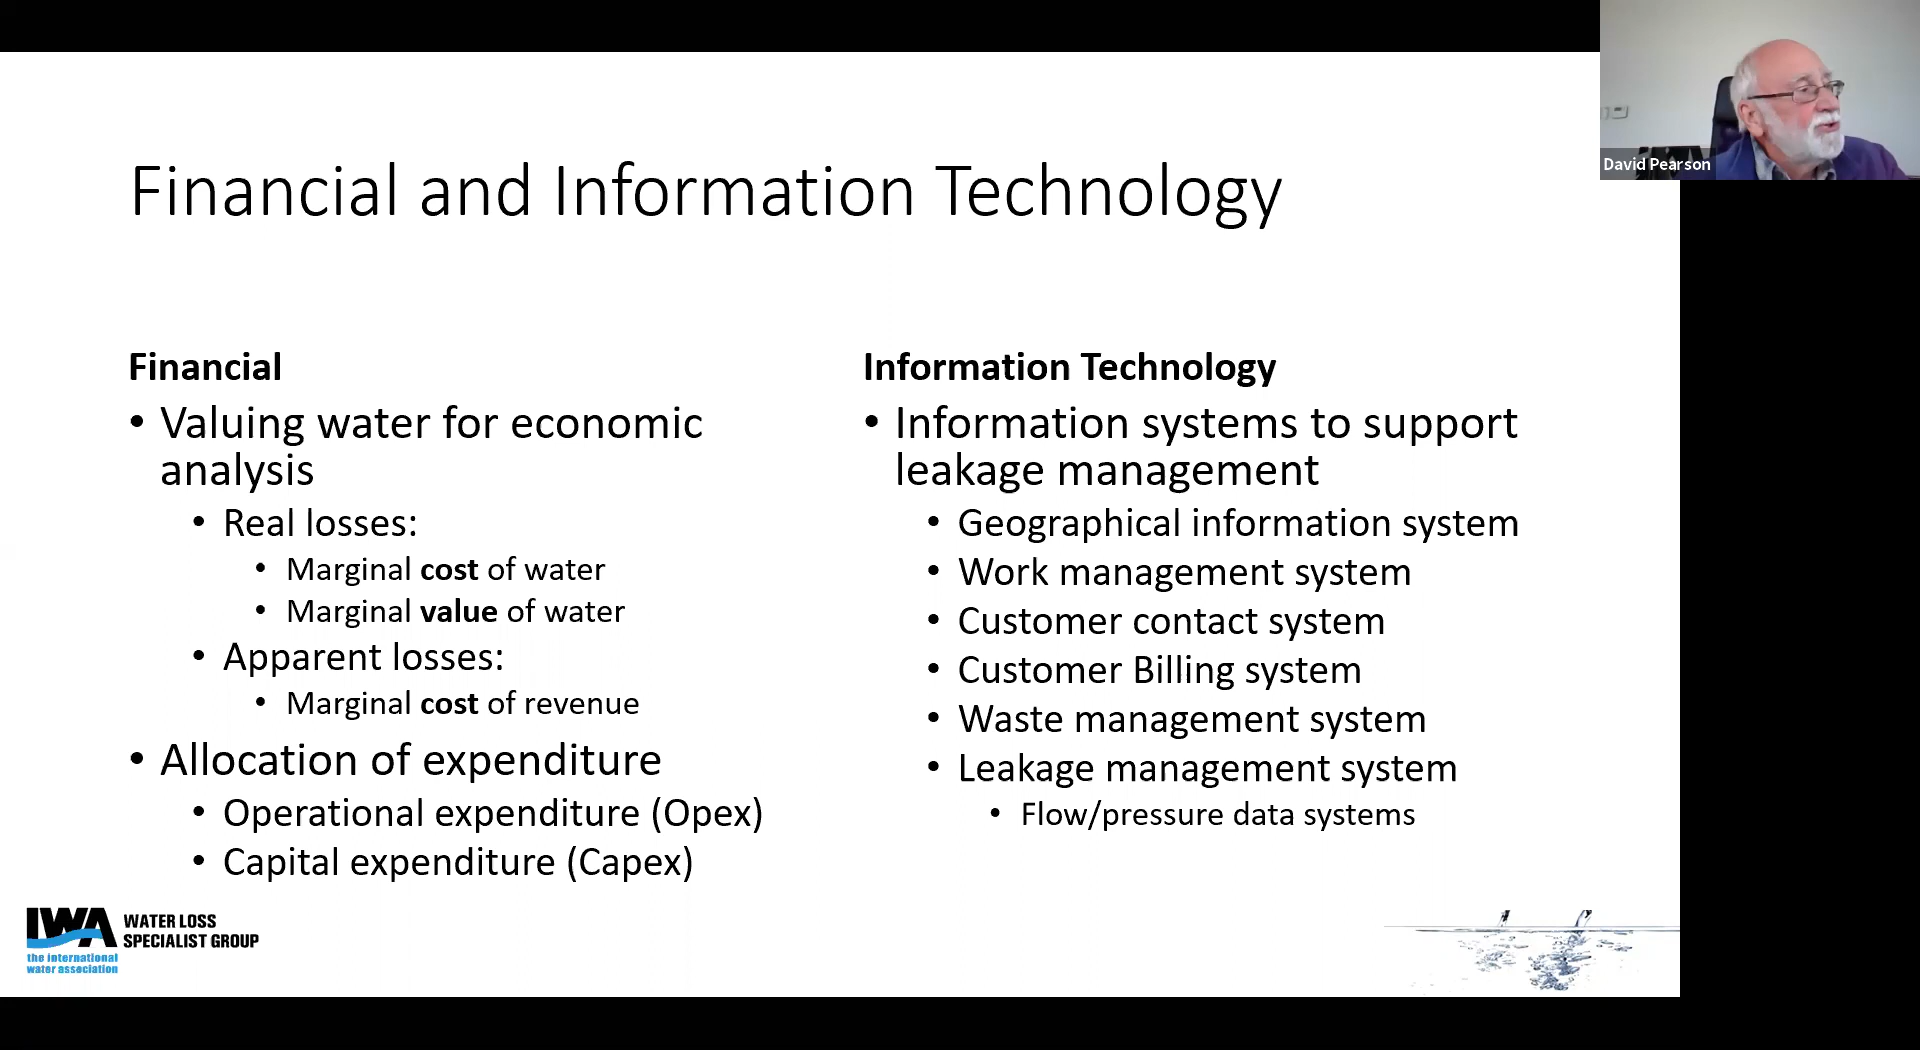 Financial and Information Technology
David Pearson
Financial
• Valuing water for economic
analysis
• Real losses:
• Marginal cost of water
• Marginal value of water
• Apparent losses:
• Marginal cost of revenue
• Allocation of expenditure
• Operational expenditure (Opex)
• Capital expenditure (Capex)
Information Technology
• Information systems to support
leakage management
• Geographical information system
• Work management system
• Customer contact system
• Customer Billing system
• Waste management system
• Leakage management system
• Flow/pressure data systems
IWA
WATER LOSS
SPECIALIST GROUP
the international
water association